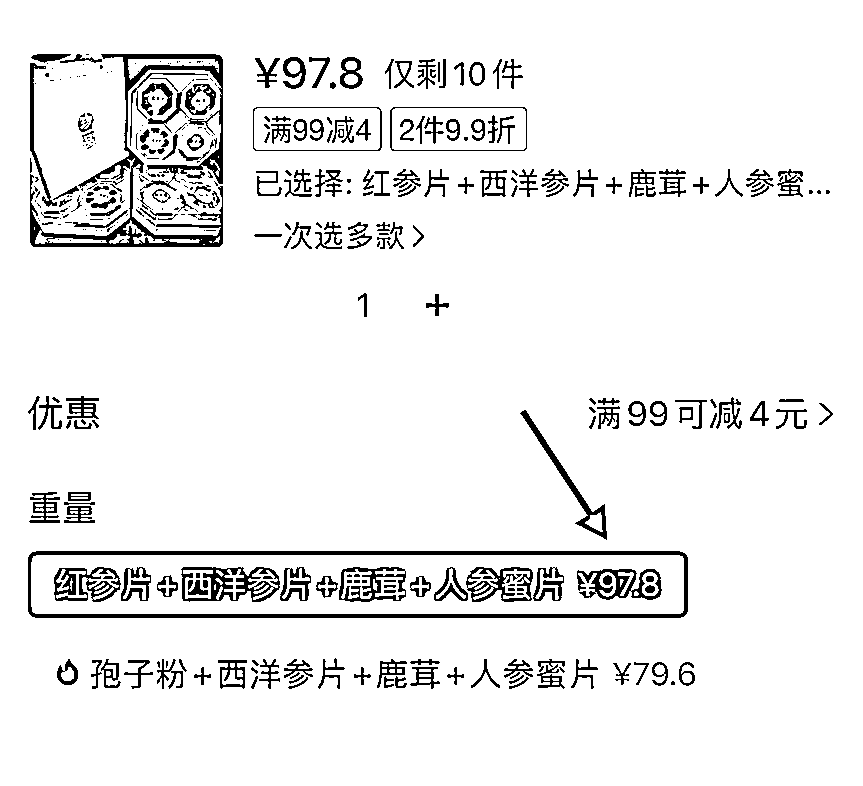 ¥97.8 仅剩10件
满99减4 2件9.9折
已选择: 红参片+西洋参片+鹿茸+人参蜜...
一次选多款>
1 +
优惠 满99可减4元>
重量
红参片+西洋参片+鹿茸+人参蜜片 ¥97.8
孢子粉+西洋参片+鹿茸+人参蜜片 ¥79.6